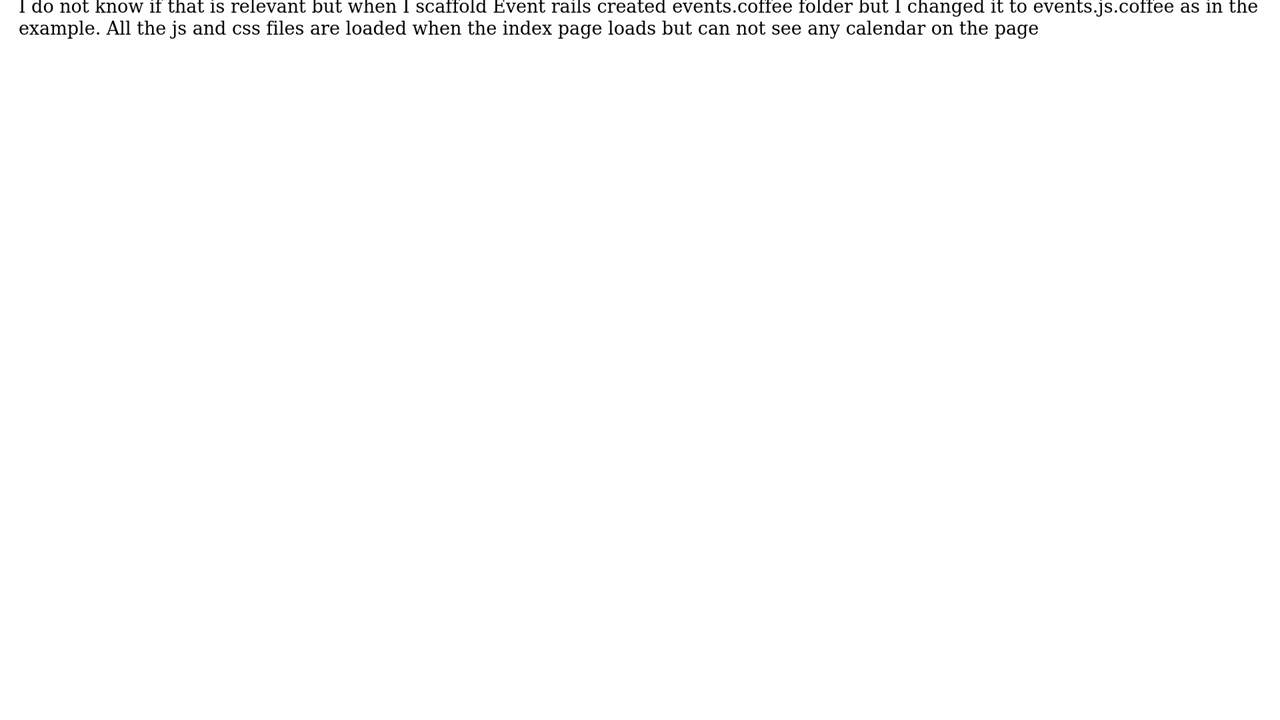 I do not know if that is relevant but when I scaffold Event rails created events.coffee folder but I changed it to events.js.coffee as in the
example. All the js and css files are loaded when the index page loads but can not see any calendar on the page